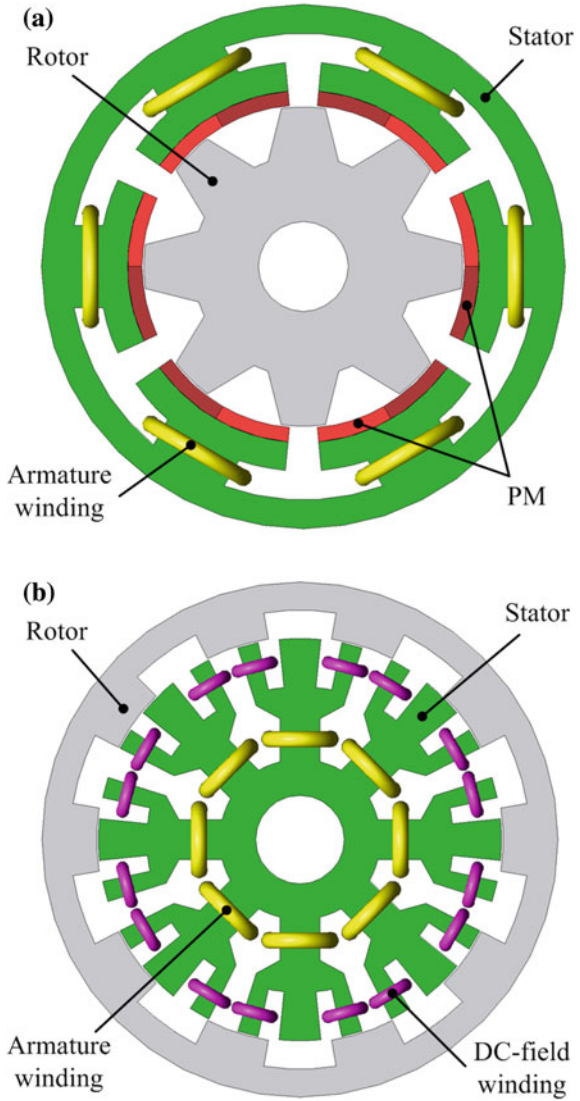 (a)
Rotor
Stator
Armature
winding
PM
(b)
Rotor
Stator
Armature
winding
DC-field
winding